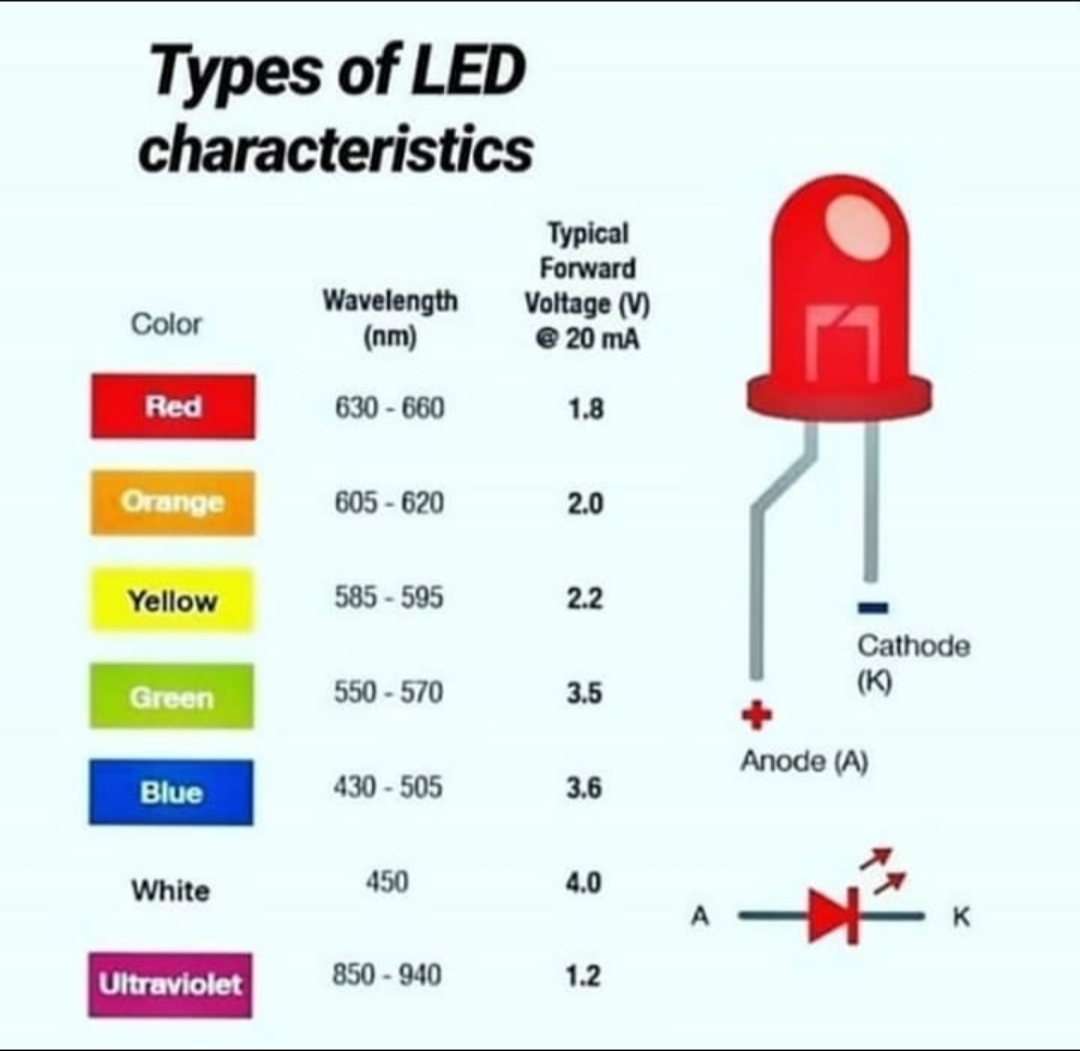 Types of LED
characteristics
Color
Wavelength
(nm)
Typical
Forward
Voltage (V)
@ 20 mA
Red 630 - 660 1.8
Orange 605 - 620 2.0
Yellow 585 - 595 2.2
Green 550 - 570 3.5
Blue 430 - 505 3.6
White 450 4.0
Ultraviolet 850 - 940 1.2
Cathode
(K)
Anode (A)
A K